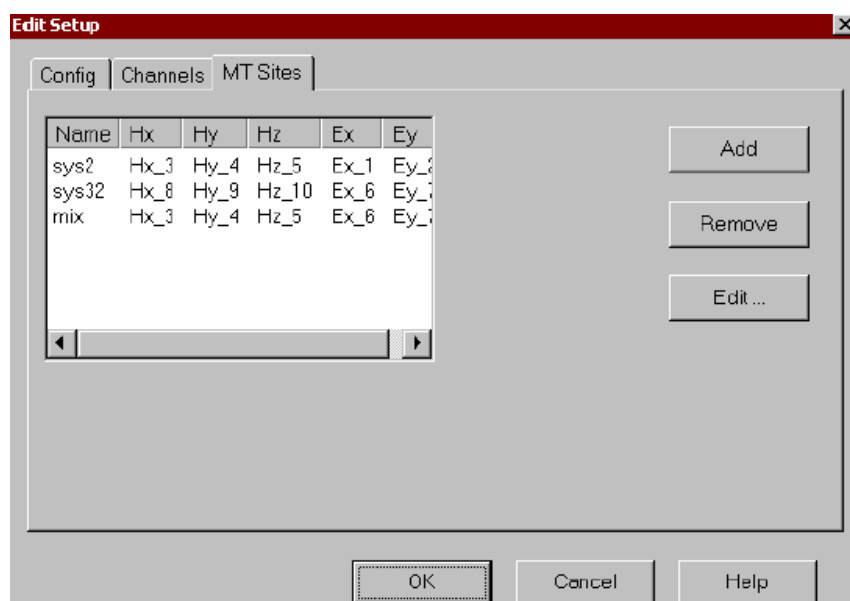 Edit Setup
Config Channels MT Sites
Name Hx Hy Hz Ex Ey
sys2 Hx_3 Hy_4 Hz_5 Ex_1
sys32 Hx_8 Hy_9 Hz_10 Ex_6
mix Hx_3 Hy_4 Hz_5 Ex_6
Add
Remove
Edit ...
OK Cancel Help